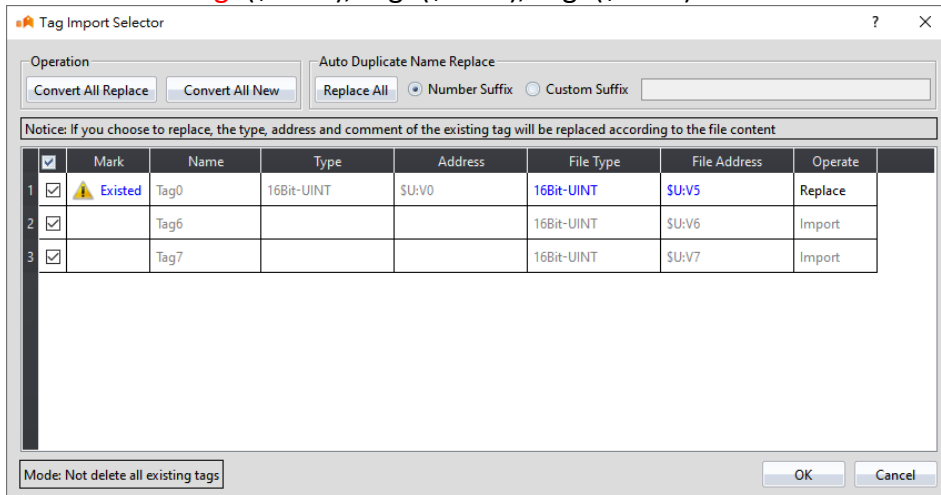 Tag Import Selector ? ×
Operation Auto Duplicate Name Replace
Convert All Replace Convert All New Replace All Number Suffix Custom Suffix
Notice: If you choose to replace, the type, address and comment of the existing tag will be replaced according to the file content
Mark Name Type Address File Type File Address Operate
1 Existed Tag0 16Bit-UINT $U:V0 16Bit-UINT $U:V5 Replace
2 Tag6 16Bit-UINT $U:V6 Import
3 Tag7 16Bit-UINT $U:V7 Import
Mode: Not delete all existing tags OK Cancel